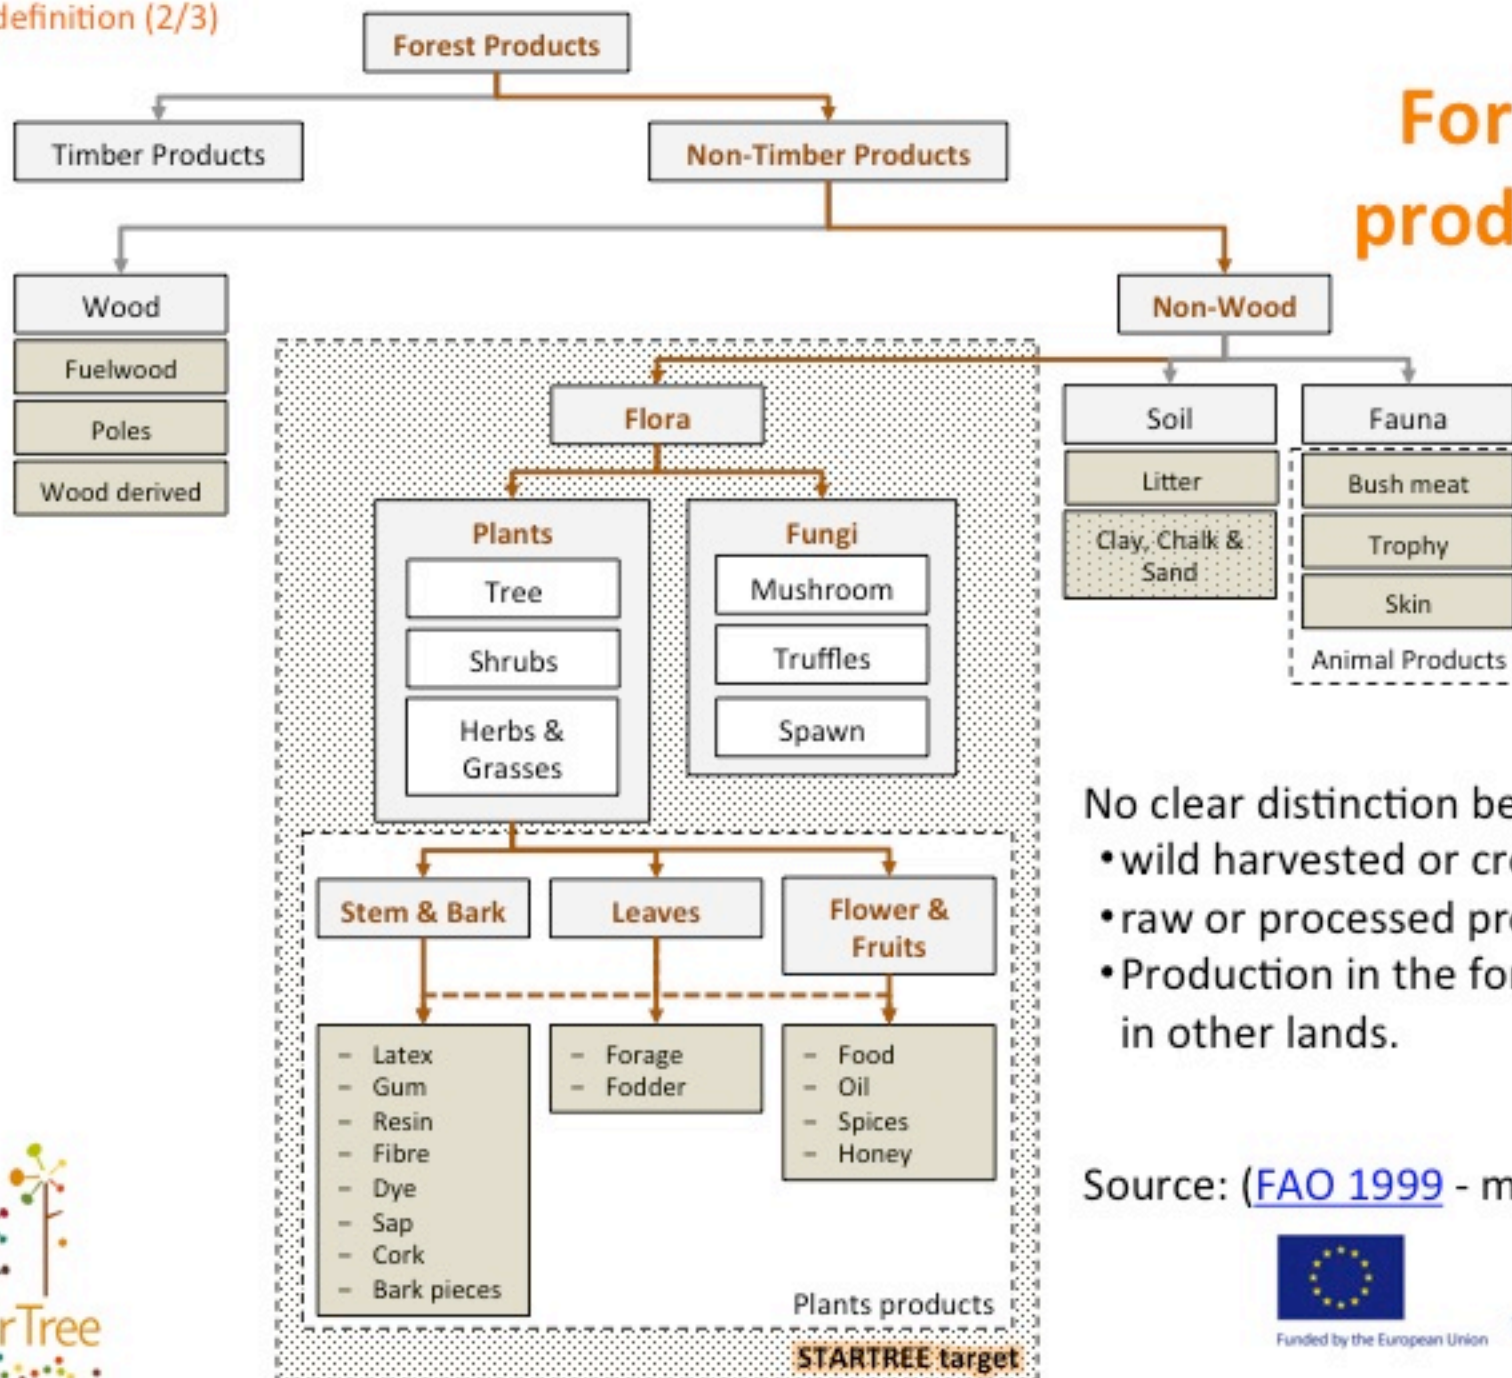 definition (2/3)
Forest Products
Timber Products
Non-Timber Products
For
prod
Wood
Fuelwood
Poles
Wood derived
Non-Wood
Flora
Soil
Litter
Clay, Chalk &
Sand
Fauna
Bush meat
Trophy
Skin
Animal Products
Plants
Tree
Shrubs
Herbs &
Grasses
Fungi
Mushroom
Truffles
Spawn
Stem & Bark
Leaves
Flower &
Fruits
– Latex
– Gum
– Resin
– Fibre
– Dye
– Sap
– Cork
– Bark pieces
– Forage
– Fodder
– Food
– Oil
– Spices
– Honey
Plants products
STARTREE target
No clear distinction be
•wild harvested or cr
•raw or processed pr
•Production in the for
in other lands.
Source: (FAO 1999 - m
Funded by the European Union
rTree